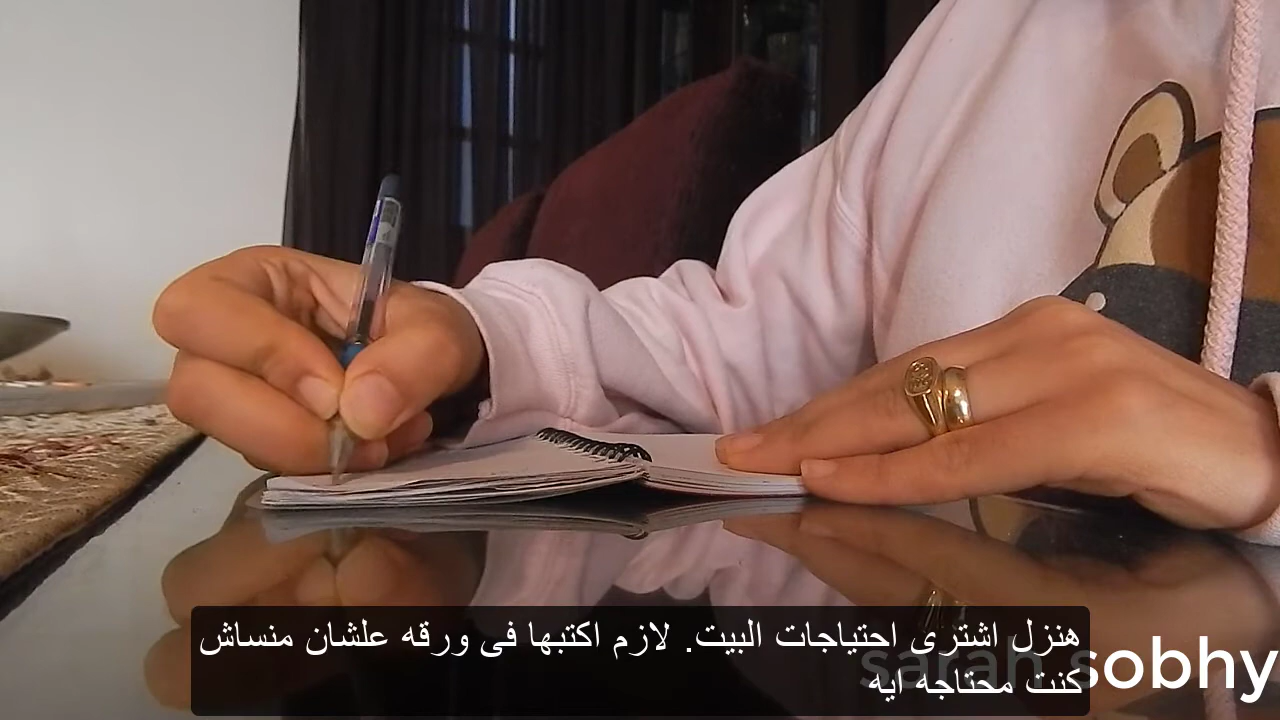 هنزل اشترى احتياجات البيت. لازم اكتبها فى ورقه علشان منساش
كنت محتاجه ايه
sarah sobhy